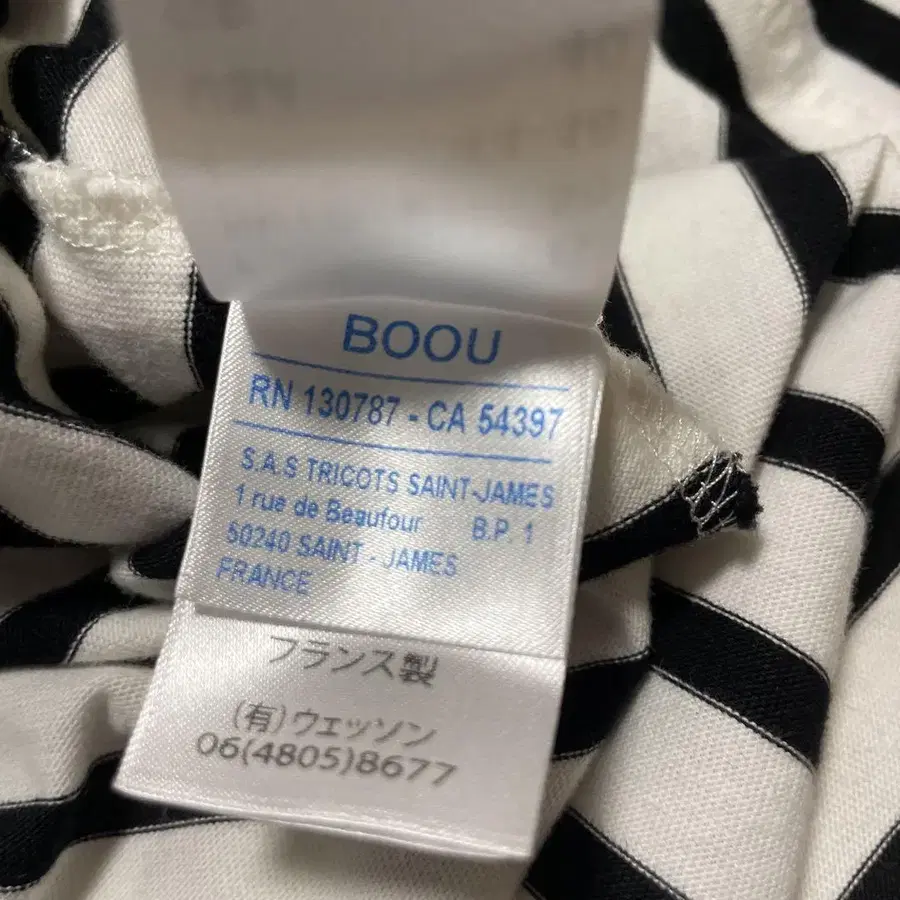 BOOU
RN 130787 - CA 54397
S.A.S TRICOTS SAINT-JAMES
1 rue de Beaufour B.P. 1
50240 SAINT - JAMES
FRANCE
フランス製
(有)ウェッソン
06(4805)8677